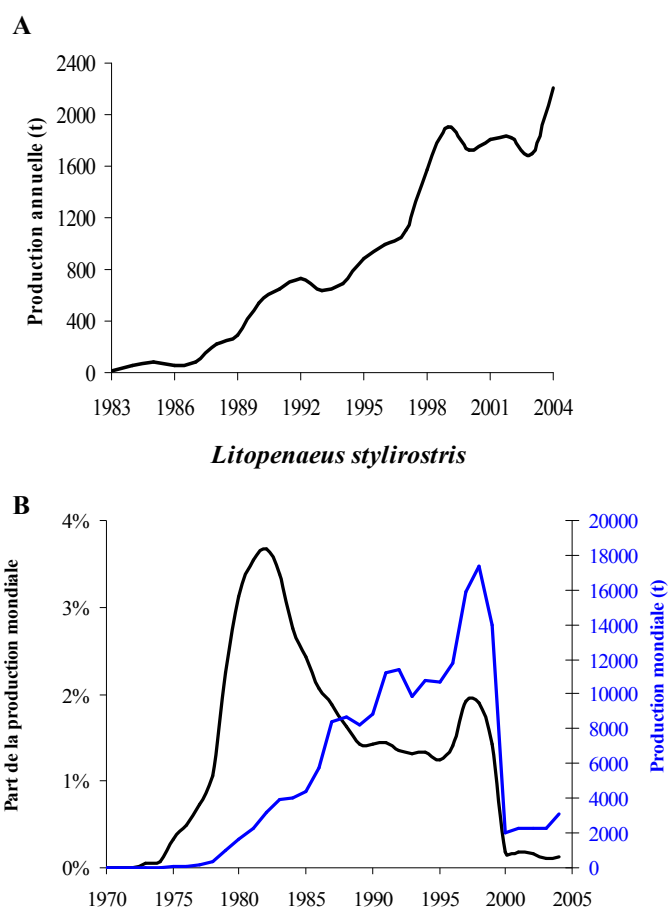 A
Production annuelle (t)
2400
2000
1600
1200
800
400
0
1983 1986 1989 1992 1995 1998 2001 2004
Litopenaeus stylirostris
B
Part de la production mondiale
4%
3%
2%
1%
0%
20000
18000
16000
14000
12000
10000
8000
6000
4000
2000
0
Production mondiale (t)
1970 1975 1980 1985 1990 1995 2000 2005